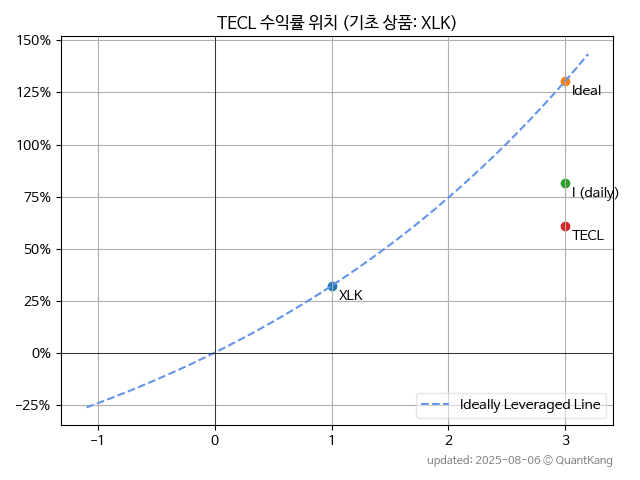 TECL 수익률 위치 (기초 상품: XLK)
150%
125%
100%
75%
50%
25%
0%
−25%
Ideal
I (daily)
TECL
XLK
Ideally Leveraged Line
−1
0
1
2
3
updated: 2025-08-06 © QuantKang